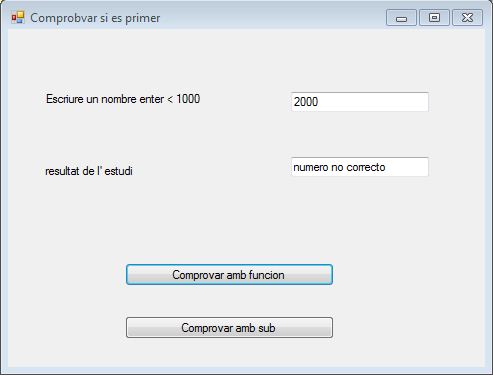 Comprobvar si es primer
Escriure un nombre enter < 1000
2000
resultat de l' estudi
numero no correcto
Comprovar amb funcion
Comprovar amb sub